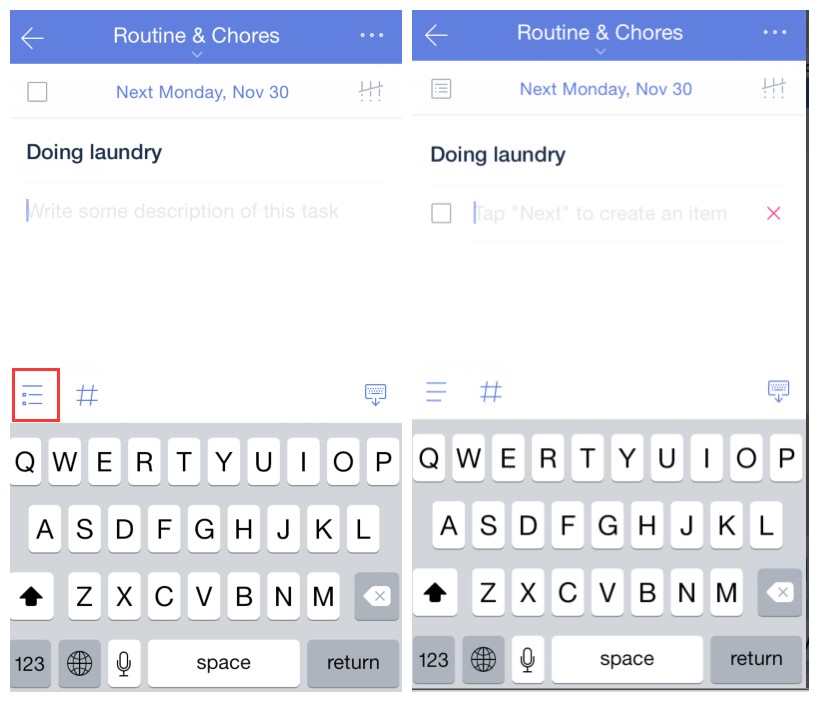 Routine & Chores
Next Monday, Nov 30
Doing laundry
Write some description of this task
#
Q W E R T Y U I O P
A S D F G H J K L
Z X C V B N M
123 space return
Routine & Chores
Next Monday, Nov 30
Doing laundry
Tap "Next" to create an item
#
Q W E R T Y U I O P
A S D F G H J K L
Z X C V B N M
123 space return